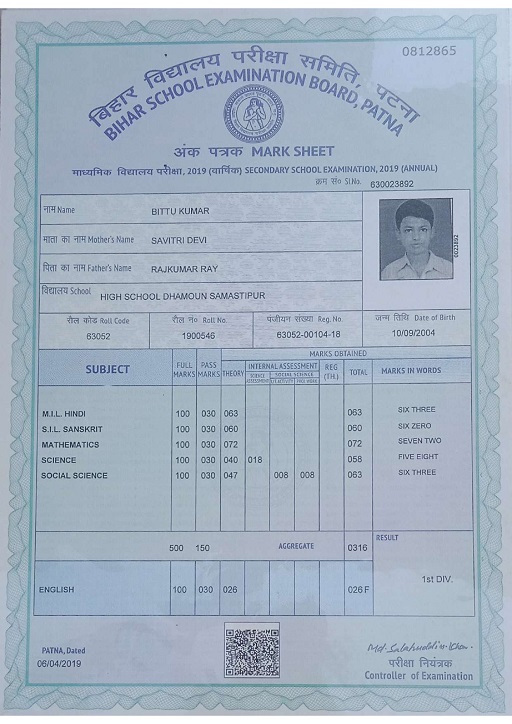 0812865
बिहार विद्यालय परीक्षा समिति, पटना
BIHAR SCHOOL EXAMINATION BOARD, PATNA
अंक पत्रक MARK SHEET
माध्यमिक विद्यालय परीक्षा, 2019 (वार्षिक) SECONDARY SCHOOL EXAMINATION, 2019 (ANNUAL)
क्रम सं० Sl.No. 630023892
नाम Name BITTU KUMAR
माता का नाम Mother's Name SAVITRI DEVI
पिता का नाम Father's Name RAJKUMAR RAY
विद्यालय School HIGH SCHOOL DHAMOUN SAMASTIPUR
रौल कोड Roll Code रौल नं० Roll No. पंजीयन संख्या Reg. No. जन्म तिथि Date of Birth
63052 1900546 63052-00104-18 10/09/2004
MARKS OBTAINED
SUBJECT FULL MARKS PASS MARKS THEORY INTERNAL ASSESSMENT REG (TH.) TOTAL MARKS IN WORDS
SOCIAL SCIENCE
M.I.L. HINDI 100 030 063 063 SIX THREE
S.I.L. SANSKRIT 100 030 060 060 SIX ZERO
MATHEMATICS 100 030 072 072 SEVEN TWO
SCIENCE 100 030 040 018 058 FIVE EIGHT
SOCIAL SCIENCE 100 030 047 008 008 063 SIX THREE
500 150 AGGREGATE 0316 RESULT
1st DIV.
ENGLISH 100 030 026 026 F
PATNA, Dated
06/04/2019
Md. Salahuddin Khan.
परीक्षा नियंत्रक
Controller of Examination